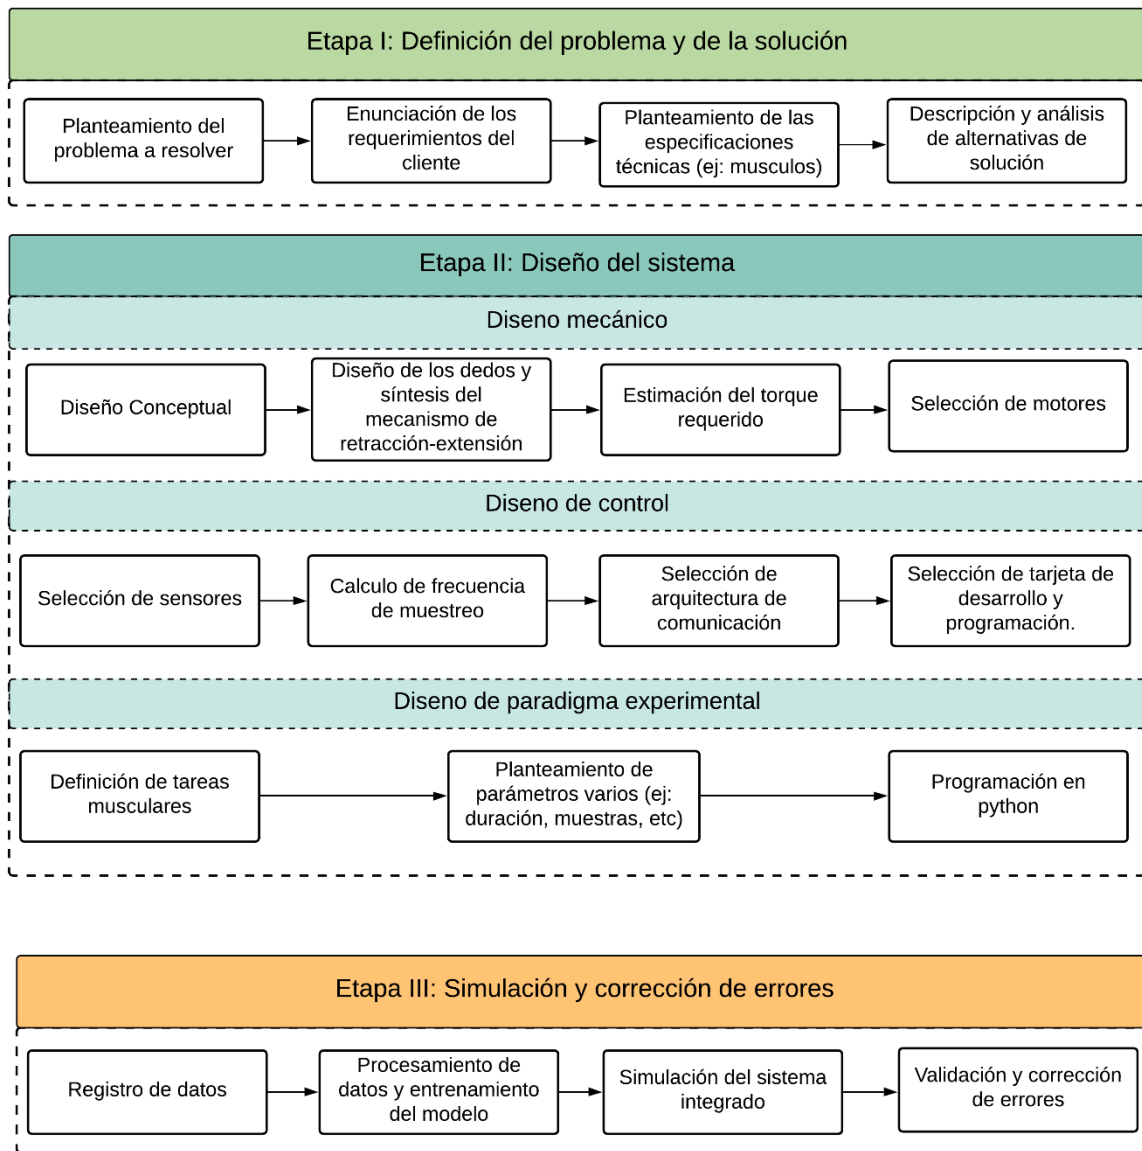 Etapa I: Definición del problema y de la solución
Planteamiento del
problema a resolver
Enunciación de los
requerimientos del
cliente
Planteamiento de las
especificaciones
técnicas (ej: musculos)
Descripción y análisis
de alternativas de
solución
Etapa II: Diseño del sistema
Diseno mecánico
Diseño Conceptual
Diseño de los dedos y
síntesis del
mecanismo de
retracción-extensión
Estimación del torque
requerido
Selección de motores
Diseno de control
Selección de sensores
Calculo de frecuencia
de muestreo
Selección de
arquitectura de
comunicación
Selección de tarjeta de
desarrollo y
programación.
Diseno de paradigma experimental
Definición de tareas
musculares
Planteamiento de
parámetros varios (ej:
duración, muestras, etc)
Programación en
python
Etapa III: Simulación y corrección de errores
Registro de datos
Procesamiento de
datos y entrenamiento
del modelo
Simulación del sistema
integrado
Validación y corrección
de errores